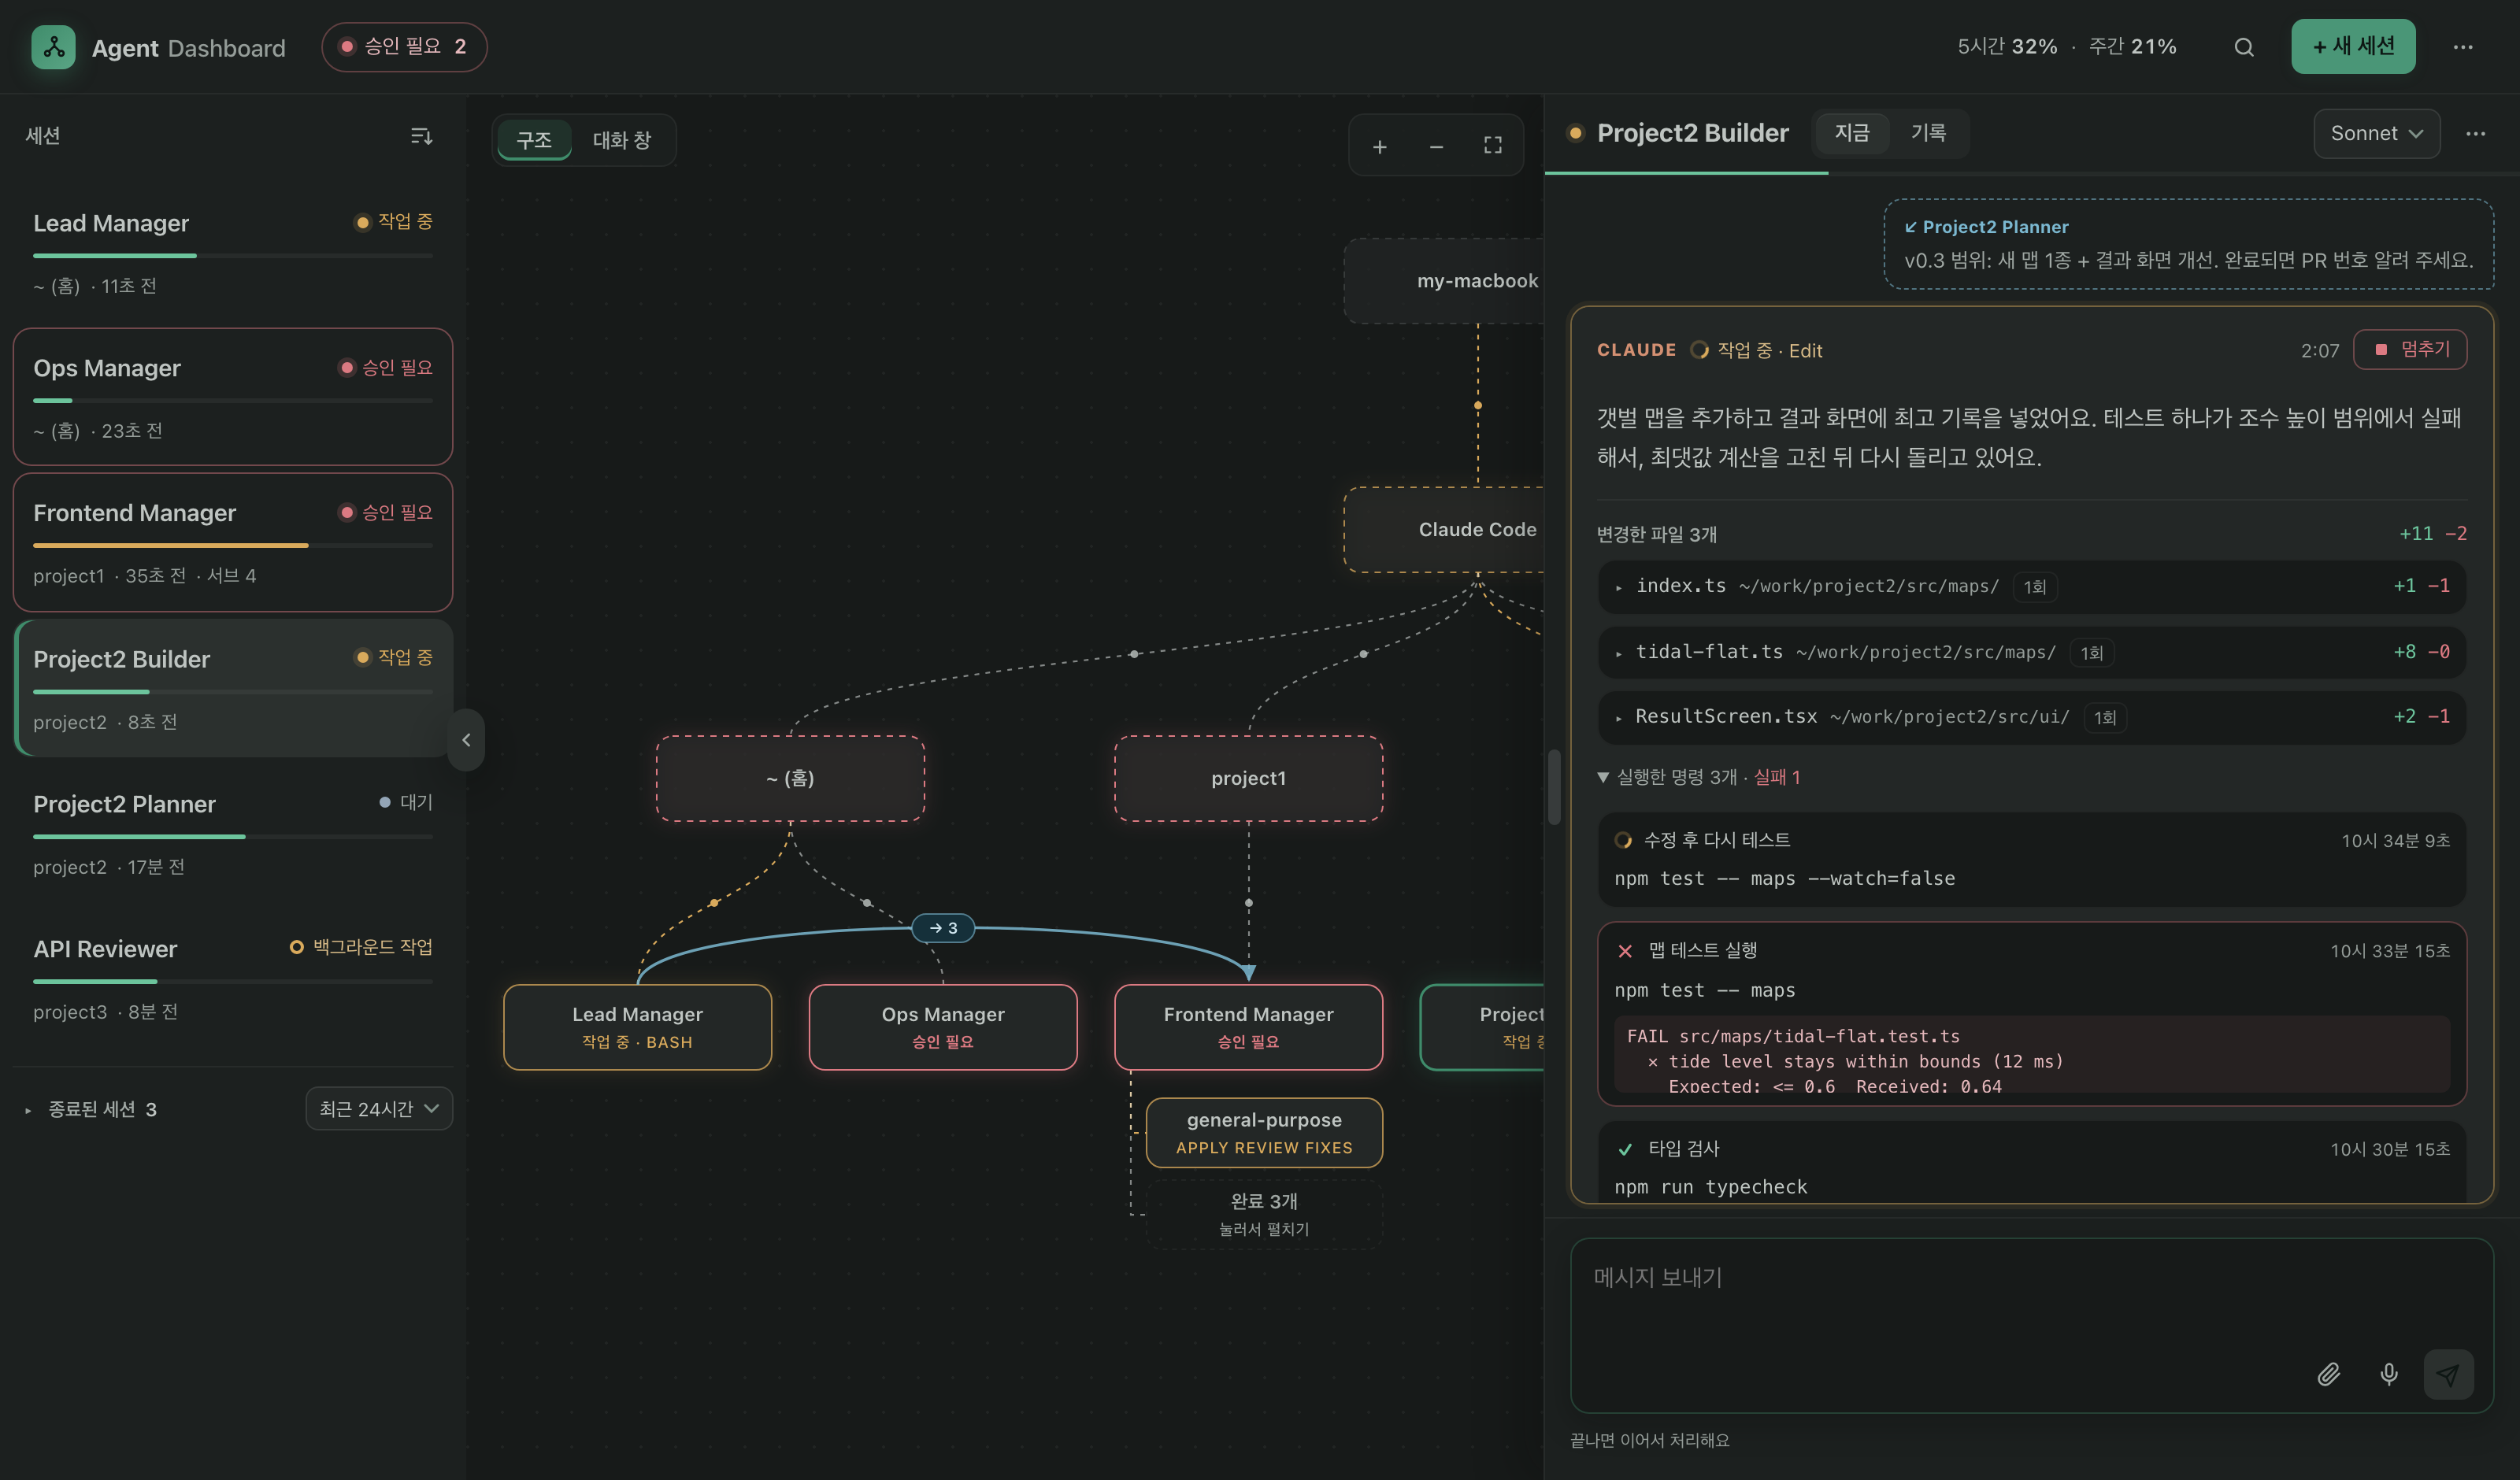 Agent Dashboard
승인 필요 2
5시간 32% · 주간 21%
+ 새 세션
세션
Lead Manager
작업 중
~ (홈) · 11초 전
Ops Manager
승인 필요
~ (홈) · 23초 전
Frontend Manager
승인 필요
project1 · 35초 전 · 서브 4
Project2 Builder
작업 중
project2 · 8초 전
Project2 Planner
대기
project2 · 17분 전
API Reviewer
백그라운드 작업
project3 · 8분 전
종료된 세션 3
최근 24시간
구조
대화 창
my-macbook
Claude Code
~ (홈)
project1
→ 3
Lead Manager
작업 중 · BASH
Ops Manager
승인 필요
Frontend Manager
승인 필요
Project
작업 중
general-purpose
APPLY REVIEW FIXES
완료 3개
눌러서 펼치기
Project2 Builder
지금
기록
Sonnet
↙ Project2 Planner
v0.3 범위: 새 맵 1종 + 결과 화면 개선. 완료되면 PR 번호 알려 주세요.
CLAUDE
작업 중 · Edit
2:07
멈추기
갯벌 맵을 추가하고 결과 화면에 최고 기록을 넣었어요. 테스트 하나가 조수 높이 범위에서 실패
해서, 최댓값 계산을 고친 뒤 다시 돌리고 있어요.
변경한 파일 3개
+11 −2
index.ts ~/work/project2/src/maps/ 1회
+1 −1
tidal-flat.ts ~/work/project2/src/maps/ 1회
+8 −0
ResultScreen.tsx ~/work/project2/src/ui/ 1회
+2 −1
▼ 실행한 명령 3개 · 실패 1
수정 후 다시 테스트
10시 34분 9초
npm test -- maps --watch=false
맵 테스트 실행
10시 33분 15초
npm test -- maps
FAIL src/maps/tidal-flat.test.ts
× tide level stays within bounds (12 ms)
Expected: <= 0.6 Received: 0.64
타입 검사
10시 30분 15초
npm run typecheck
메시지 보내기
끝나면 이어서 처리해요